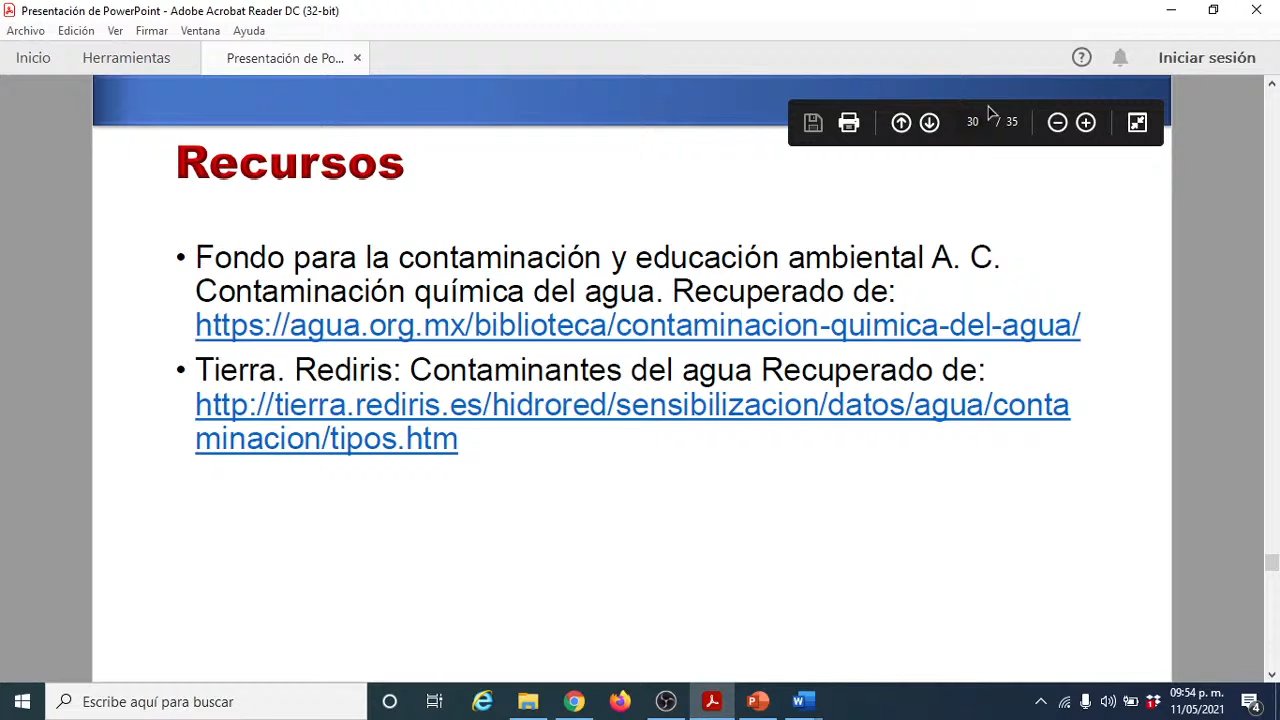 Presentación de PowerPoint - Adobe Acrobat Reader DC (32-bit)
Archivo Edición Ver Firmar Ventana Ayuda
Inicio Herramientas Presentación de Po... × Iniciar sesión
30 / 35
Recursos
• Fondo para la contaminación y educación ambiental A. C.
Contaminación química del agua. Recuperado de:
https://agua.org.mx/biblioteca/contaminacion-quimica-del-agua/
• Tierra. Rediris: Contaminantes del agua Recuperado de:
http://tierra.rediris.es/hidrored/sensibilizacion/datos/agua/conta
minacion/tipos.htm
Escribe aquí para buscar
09:54 p. m.
11/05/2021
4